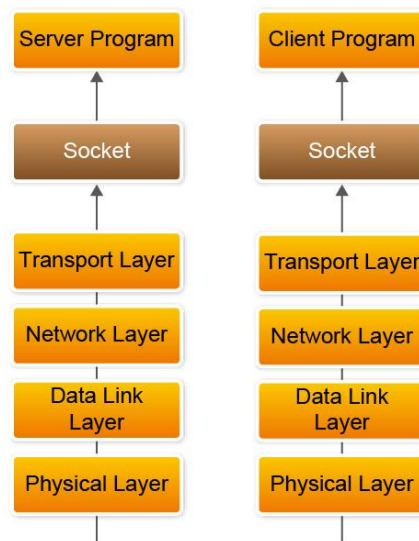 Server Program
Socket
Transport Layer
Network Layer
Data Link
Layer
Physical Layer
Client Program
Socket
Transport Layer
Network Layer
Data Link
Layer
Physical Layer